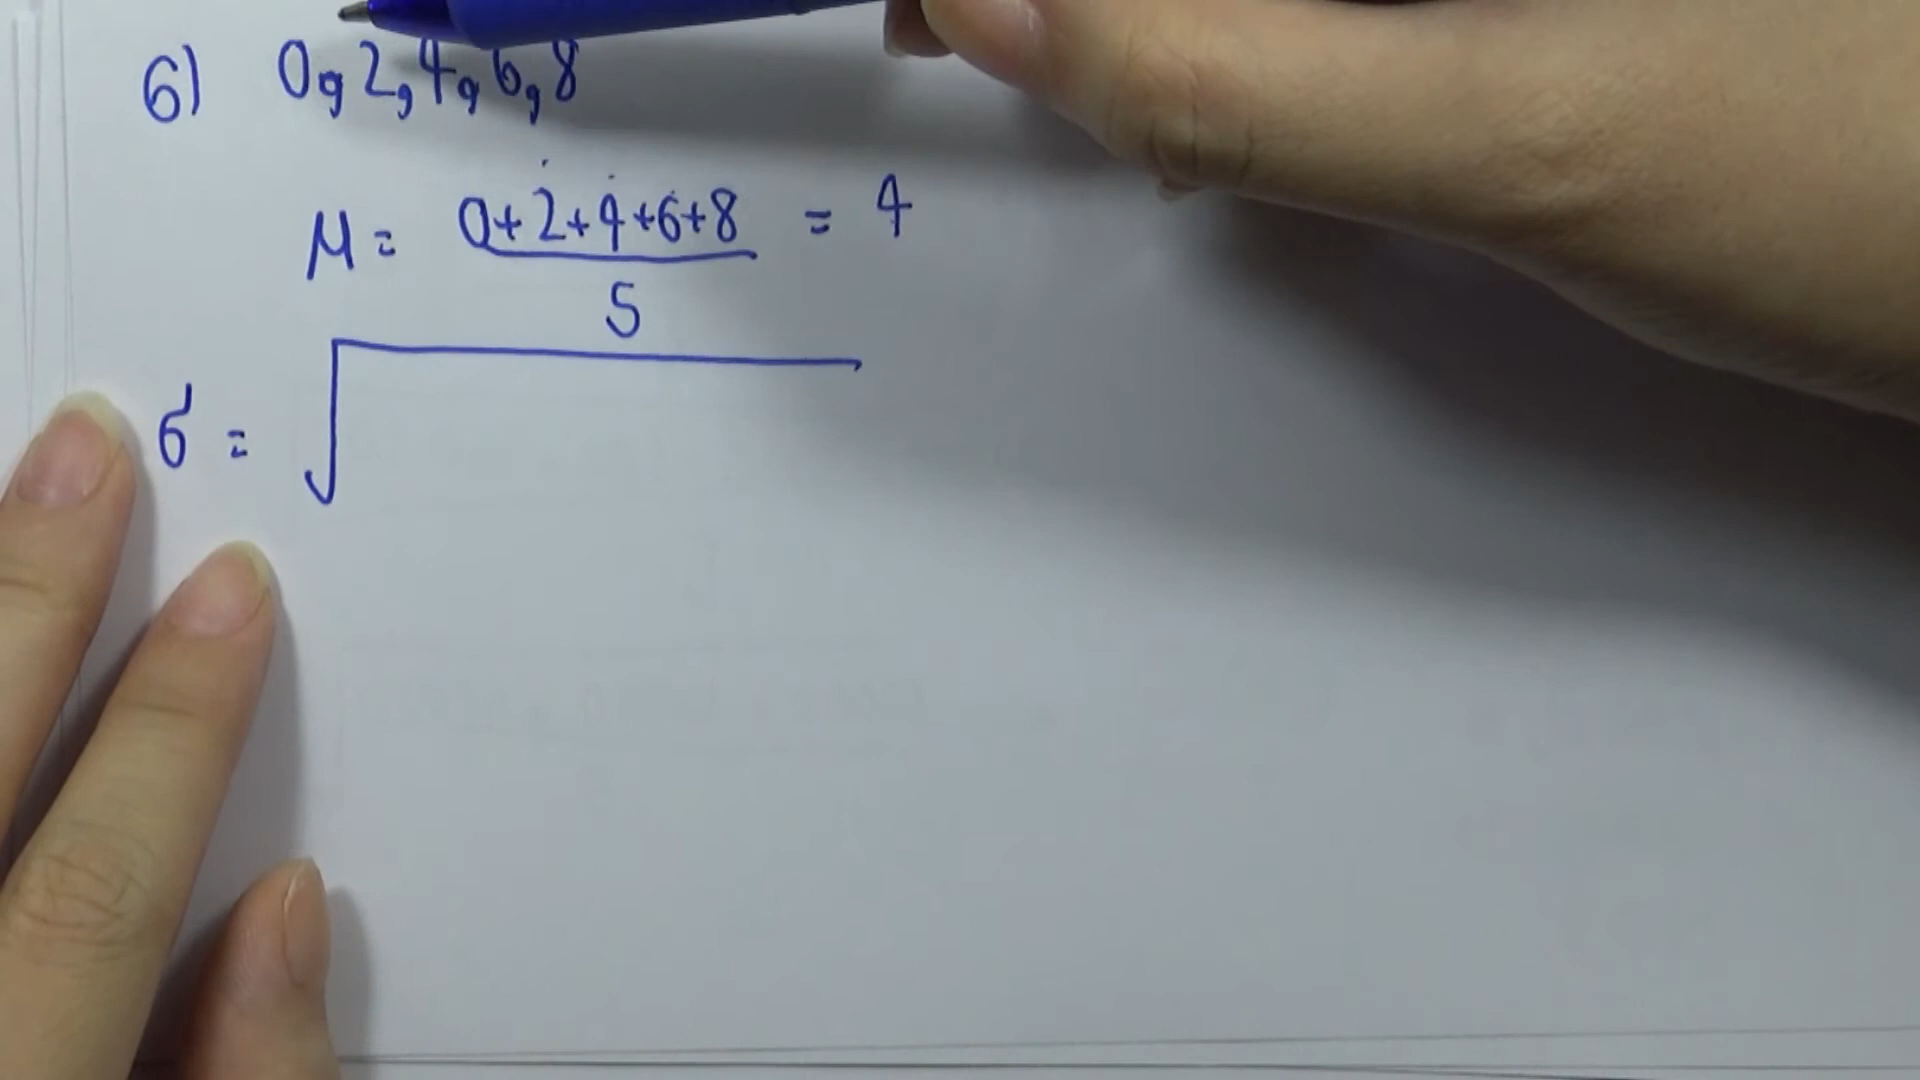 6) 0, 2, 4, 6, 8
μ = 0+2+4+6+8 = 4
5
σ = √